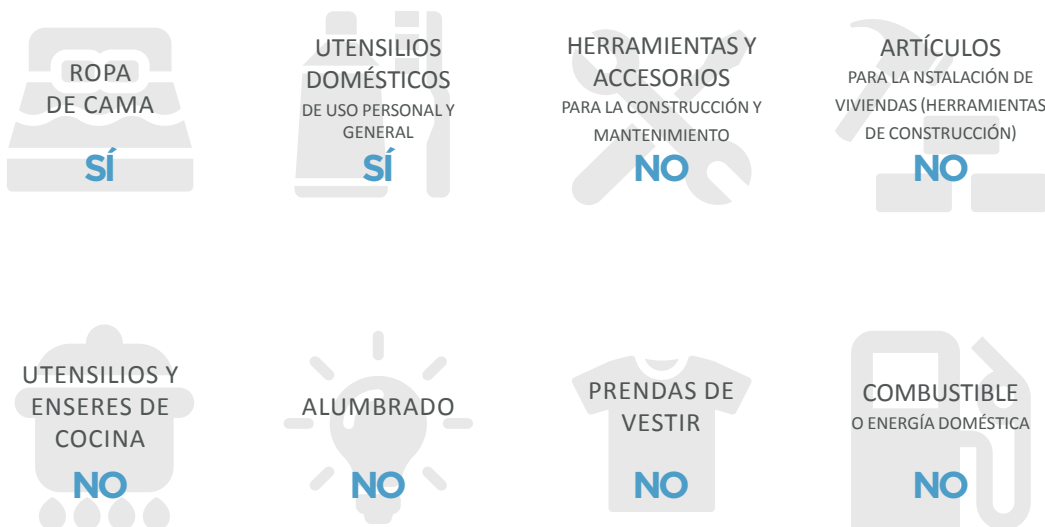 ROPA
DE CAMA
SÍ
UTENSILIOS
DOMÉSTICOS
DE USO PERSONAL Y
GENERAL
SÍ
HERRAMIENTAS Y
ACCESORIOS
PARA LA CONSTRUCCIÓN Y
MANTENIMIENTO
NO
ARTÍCULOS
PARA LA NSTALACIÓN DE
VIVIENDAS (HERRAMIENTAS
DE CONSTRUCCIÓN)
NO
UTENSILIOS Y
ENSERES DE
COCINA
NO
ALUMBRADO
NO
PRENDAS DE
VESTIR
NO
COMBUSTIBLE
O ENERGÍA DOMÉSTICA
NO